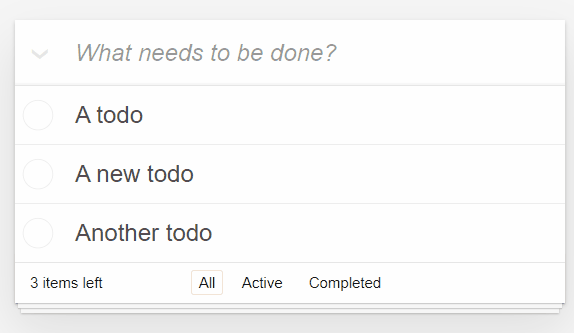 What needs to be done?
A todo
A new todo
Another todo
3 items left All Active Completed